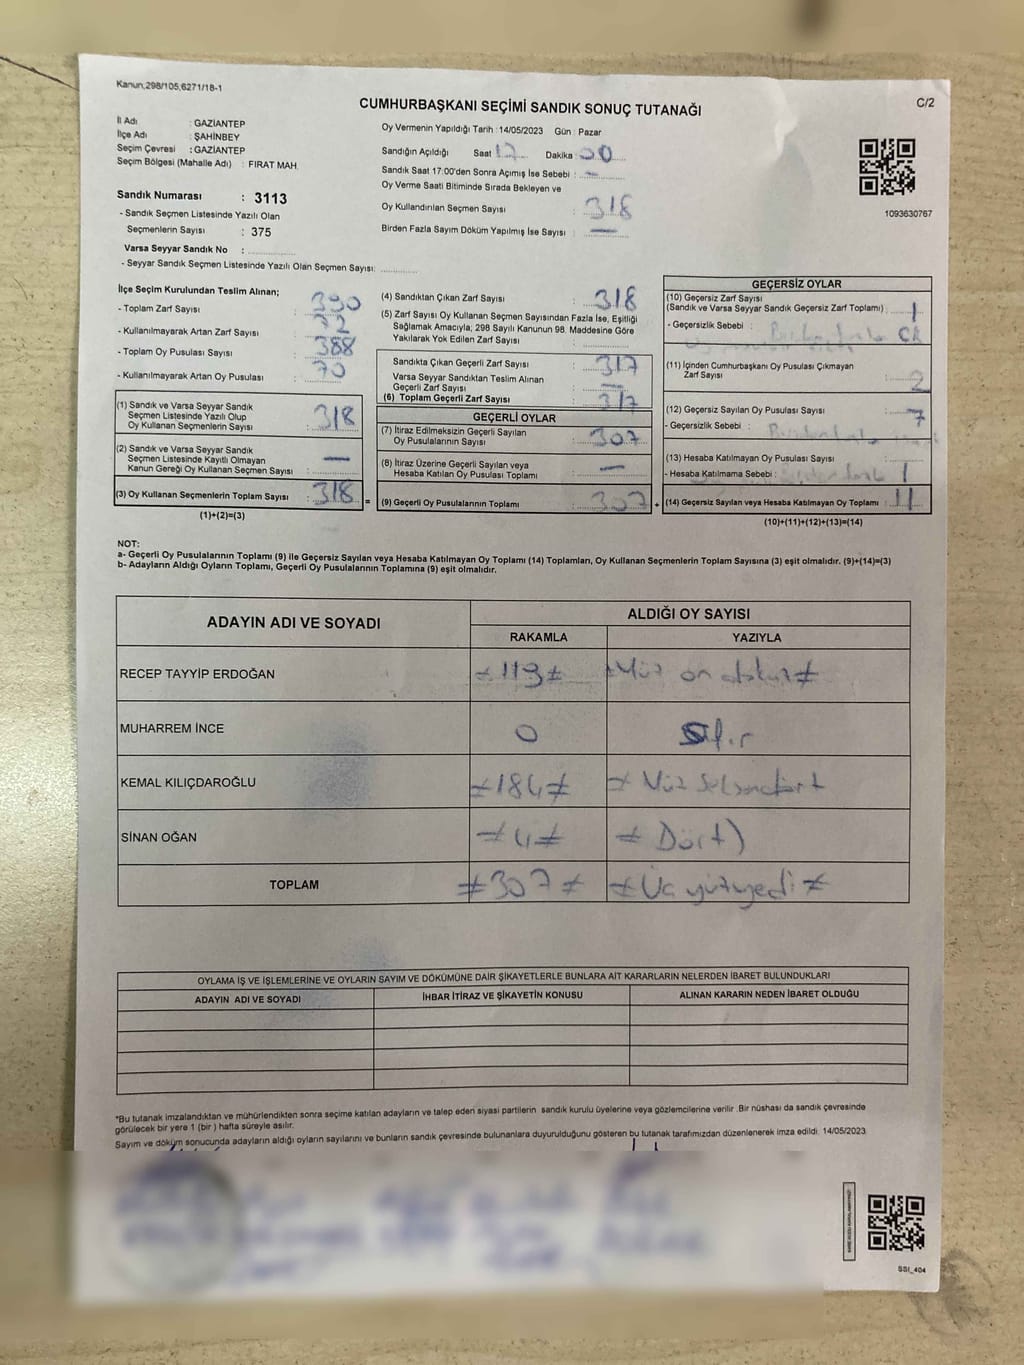 Kanun,298/105,6271/18-1
C/2
CUMHURBAŞKANI SEÇİMİ SANDIK SONUÇ TUTANAĞI
İl Adı : GAZİANTEP
İlçe Adı : ŞAHİNBEY
Seçim Çevresi : GAZİANTEP
Seçim Bölgesi (Mahalle Adı) : FIRAT MAH.
Sandık Numarası : 3113
- Sandık Seçmen Listesinde Yazılı Olan
Seçmenlerin Sayısı : 375
Varsa Seyyar Sandık No :
- Seyyar Sandık Seçmen Listesinde Yazılı Olan Seçmen Sayısı:
Oy Vermenin Yapıldığı Tarih : 14/05/2023 Gün : Pazar
Sandığın Açıldığı Saat 17 Dakika 00
Sandık Saat 17:00'den Sonra Açımış İse Sebebi : -
Oy Verme Saati Bitiminde Sırada Bekleyen ve
Oy Kullandırılan Seçmen Sayısı : 318
Birden Fazla Sayım Döküm Yapılmış İse Sayısı : —
1093630767
İlçe Seçim Kurulundan Teslim Alınan;
- Toplam Zarf Sayısı : 390
- Kullanılmayarak Artan Zarf Sayısı : 72
- Toplam Oy Pusulası Sayısı : 388
- Kullanılmayarak Artan Oy Pusulası : 70
(1) Sandık ve Varsa Seyyar Sandık
Seçmen Listesinde Yazılı Olup
Oy Kullanan Seçmenlerin Sayısı : 318
(2) Sandık ve Varsa Seyyar Sandık
Seçmen Listesinde Kayıtlı Olmayan
Kanun Gereği Oy Kullanan Seçmen Sayısı : —
(3) Oy Kullanan Seçmenlerin Toplam Sayısı : 318 =
(1)+(2)=(3)
(4) Sandıktan Çıkan Zarf Sayısı : 318
(5) Zarf Sayısı Oy Kullanan Seçmen Sayısından Fazla İse, Eşitliği
Sağlamak Amacıyla; 298 Sayılı Kanunun 98. Maddesine Göre
Yakılarak Yok Edilen Zarf Sayısı :
Sandıkta Çıkan Geçerli Zarf Sayısı : 317
Varsa Seyyar Sandıktan Teslim Alınan
Geçerli Zarf Sayısı : —
(6) Toplam Geçerli Zarf Sayısı : 317
GEÇERLİ OYLAR
(7) İtiraz Edilmeksizin Geçerli Sayılan
Oy Pusulalarının Sayısı : 307
(8) İtiraz Üzerine Geçerli Sayılan veya
Hesaba Katılan Oy Pusulası Toplamı : —
(9) Geçerli Oy Pusulalarının Toplamı : 307 +
GEÇERSİZ OYLAR
(10) Geçersiz Zarf Sayısı
(Sandık ve Varsa Seyyar Sandık Geçersiz Zarf Toplamı) : 1
- Geçersizlik Sebebi :
(11) İçinden Cumhurbaşkanı Oy Pusulası Çıkmayan
Zarf Sayısı : 2
(12) Geçersiz Sayılan Oy Pusulası Sayısı : 7
- Geçersizlik Sebebi :
(13) Hesaba Katılmayan Oy Pusulası Sayısı :
- Hesaba Katılmama Sebebi : 1
(14) Geçersiz Sayılan veya Hesaba Katılmayan Oy Toplamı : 11
(10)+(11)+(12)+(13)=(14)
NOT:
a- Geçerli Oy Pusulalarının Toplamı (9) ile Geçersiz Sayılan veya Hesaba Katılmayan Oy Toplamı (14) Toplamları, Oy Kullanan Seçmenlerin Toplam Sayısına (3) eşit olmalıdır. (9)+(14)=(3)
b- Adayların Aldığı Oyların Toplamı, Geçerli Oy Pusulalarının Toplamına (9) eşit olmalıdır.
ADAYIN ADI VE SOYADI
ALDIĞI OY SAYISI
RAKAMLA YAZIYLA
RECEP TAYYİP ERDOĞAN ≠119≠ ≠Yüz on dokuz≠
MUHARREM İNCE 0 Sıfır
KEMAL KILIÇDAROĞLU ≠184≠ ≠ Yüz Seksendört
SİNAN OĞAN ≠4≠ ≠ Dört)
TOPLAM ≠307≠ ≠Üç yüzyedi≠
OYLAMA İŞ VE İŞLEMLERİNE VE OYLARIN SAYIM VE DÖKÜMÜNE DAİR ŞİKAYETLERLE BUNLARA AİT KARARLARIN NELERDEN İBARET BULUNDUKLARI
ADAYIN ADI VE SOYADI
İHBAR İTİRAZ VE ŞİKAYETİN KONUSU
ALINAN KARARIN NEDEN İBARET OLDUĞU
*Bu tutanak imzalandıktan ve mühürlendikten sonra seçime katılan adayların ve talep eden siyasi partilerin sandık kurulu üyelerine veya gözlemcilerine verilir .Bir nüshası da sandık çevresinde
görülecek bir yere 1 (bir ) hafta süreyle asılır.
Sayım ve döküm sonucunda adayların aldığı oyların sayılarını ve bunların sandık çevresinde bulunanlara duyurulduğunu gösteren bu tutanak tarafımızdan düzenlenerek imza edildi. 14/05/2023
SSI_404